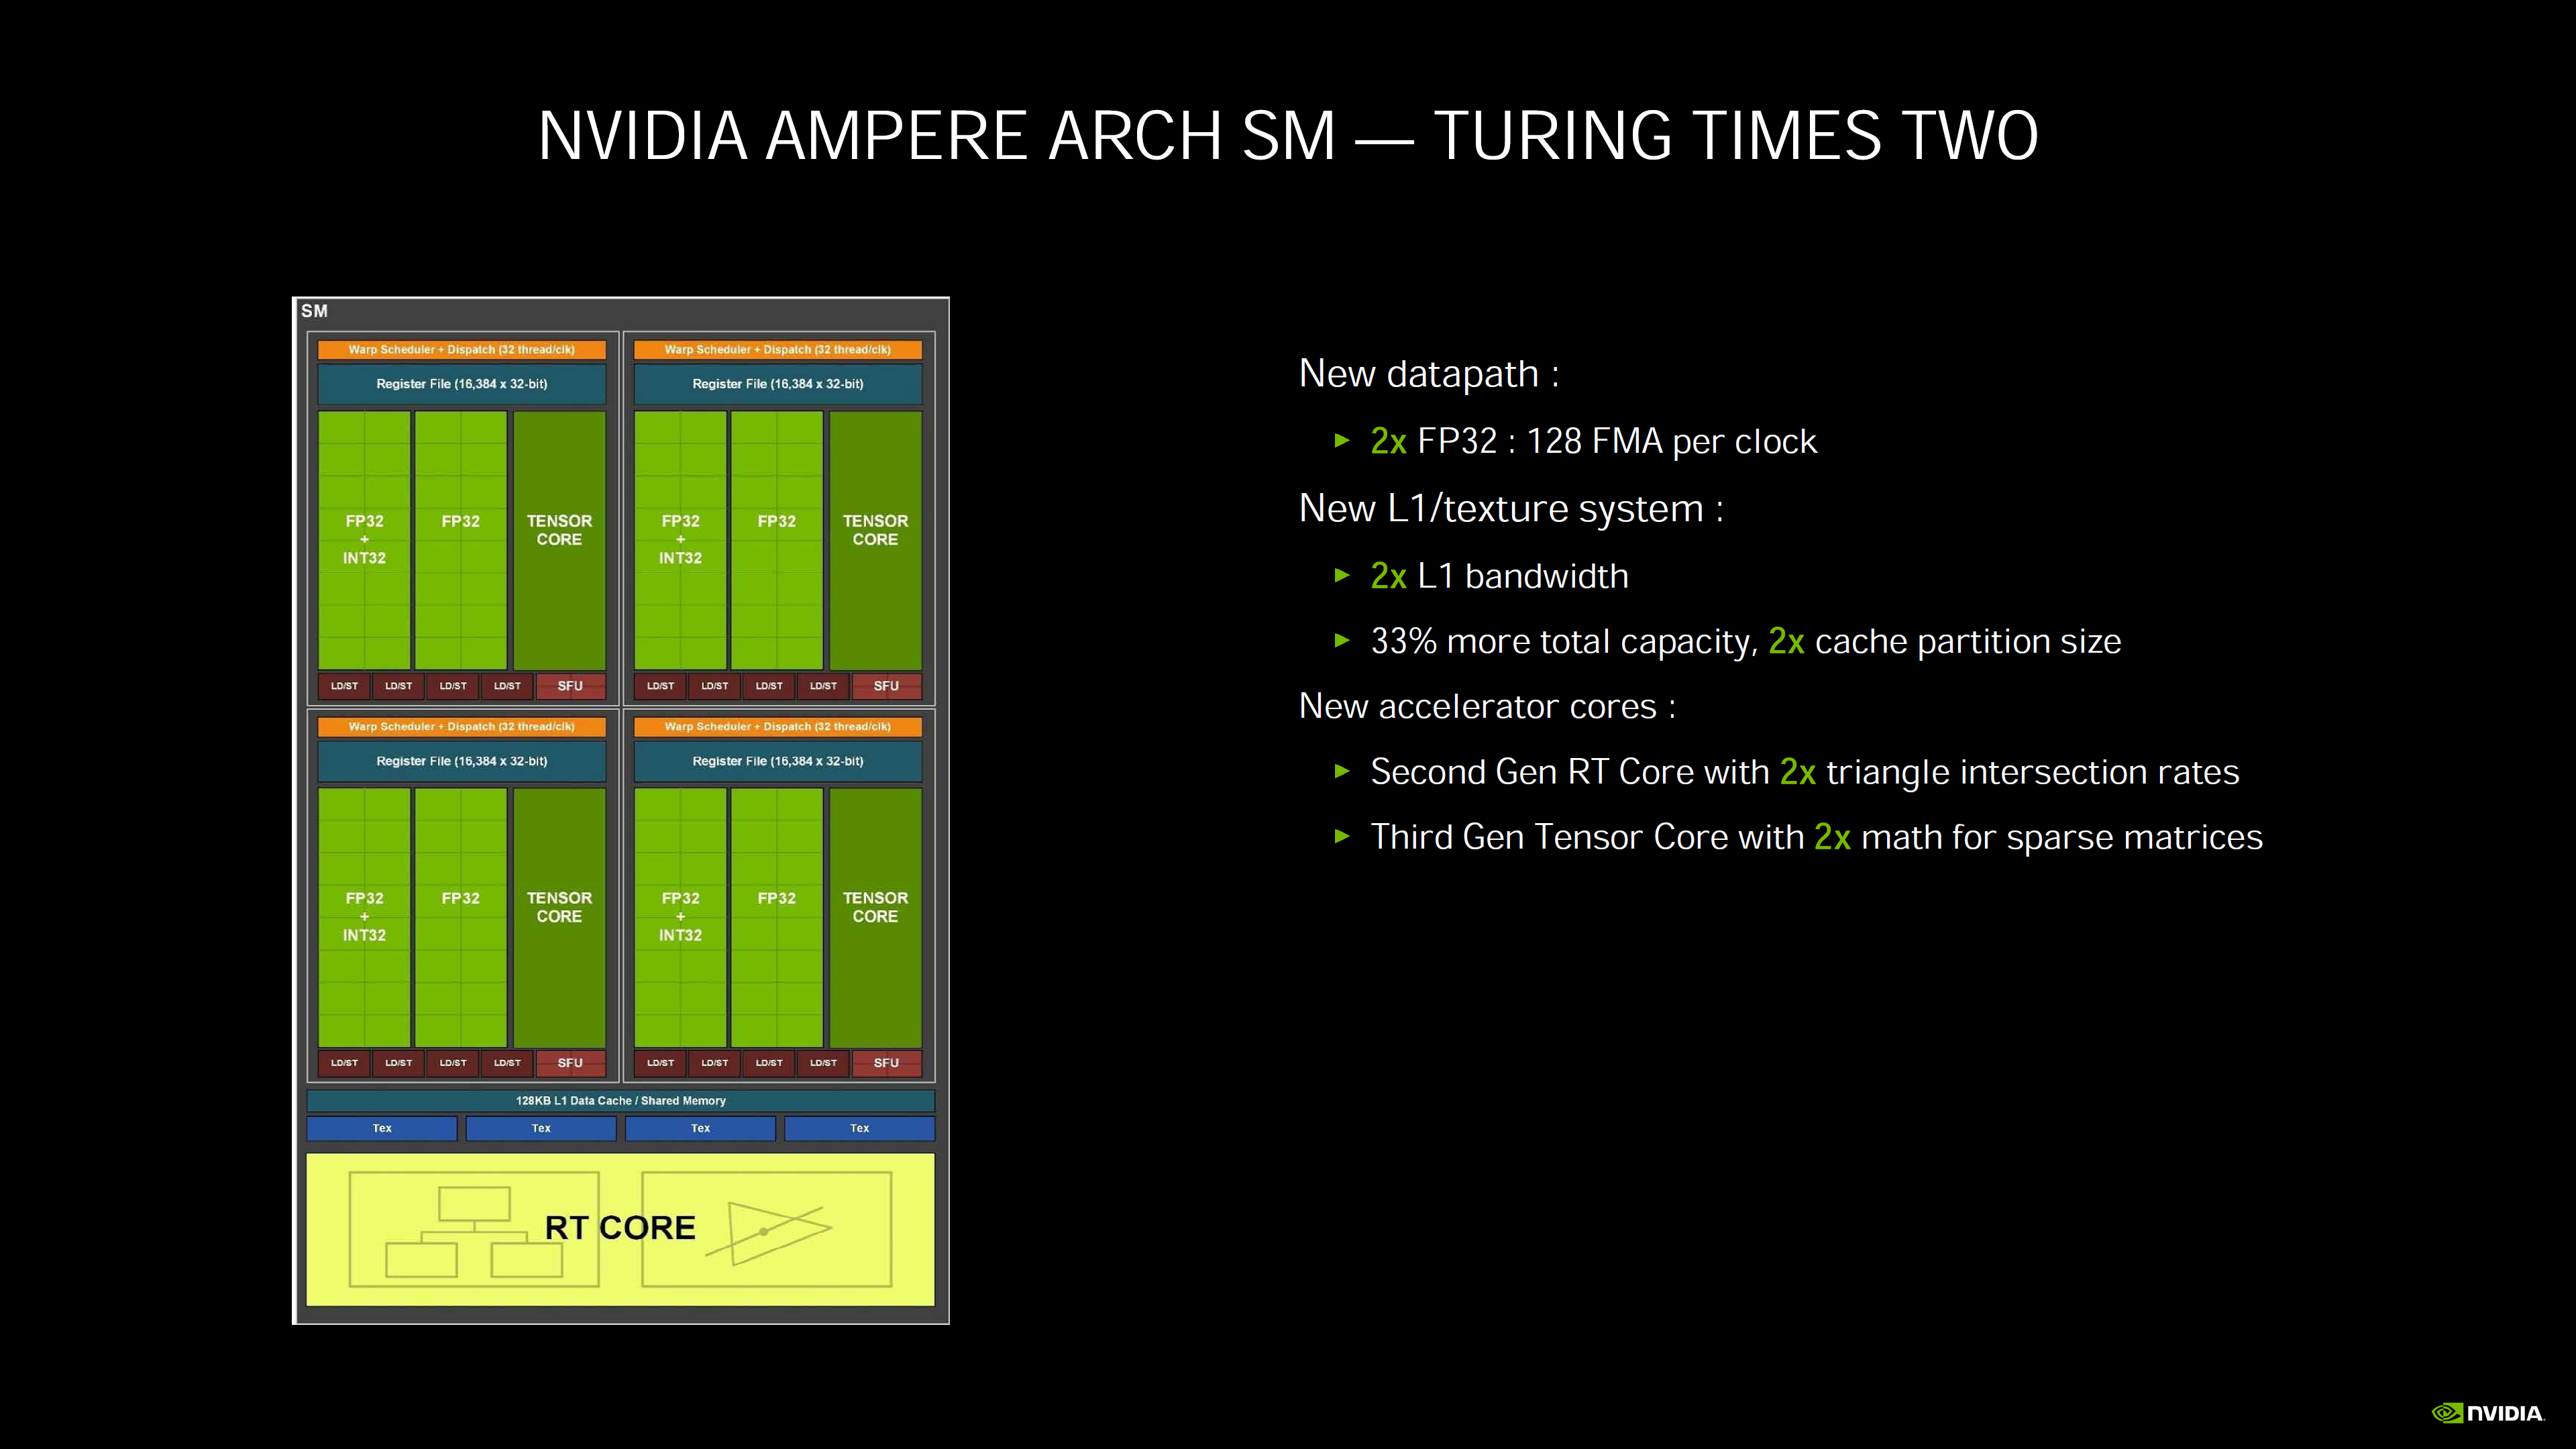 NVIDIA AMPERE ARCH SM — TURING TIMES TWO
SM
Warp Scheduler + Dispatch (32 thread/clk)
Register File (16,384 x 32-bit)
FP32
+
INT32
FP32
TENSOR
CORE
LD/ST LD/ST LD/ST LD/ST SFU
Warp Scheduler + Dispatch (32 thread/clk)
Register File (16,384 x 32-bit)
FP32
+
INT32
FP32
TENSOR
CORE
LD/ST LD/ST LD/ST LD/ST SFU
Warp Scheduler + Dispatch (32 thread/clk)
Register File (16,384 x 32-bit)
FP32
+
INT32
FP32
TENSOR
CORE
LD/ST LD/ST LD/ST LD/ST SFU
Warp Scheduler + Dispatch (32 thread/clk)
Register File (16,384 x 32-bit)
FP32
+
INT32
FP32
TENSOR
CORE
LD/ST LD/ST LD/ST LD/ST SFU
128KB L1 Data Cache / Shared Memory
Tex Tex Tex Tex
RT CORE
New datapath :
2x FP32 : 128 FMA per clock
New L1/texture system :
2x L1 bandwidth
33% more total capacity, 2x cache partition size
New accelerator cores :
Second Gen RT Core with 2x triangle intersection rates
Third Gen Tensor Core with 2x math for sparse matrices
NVIDIA.